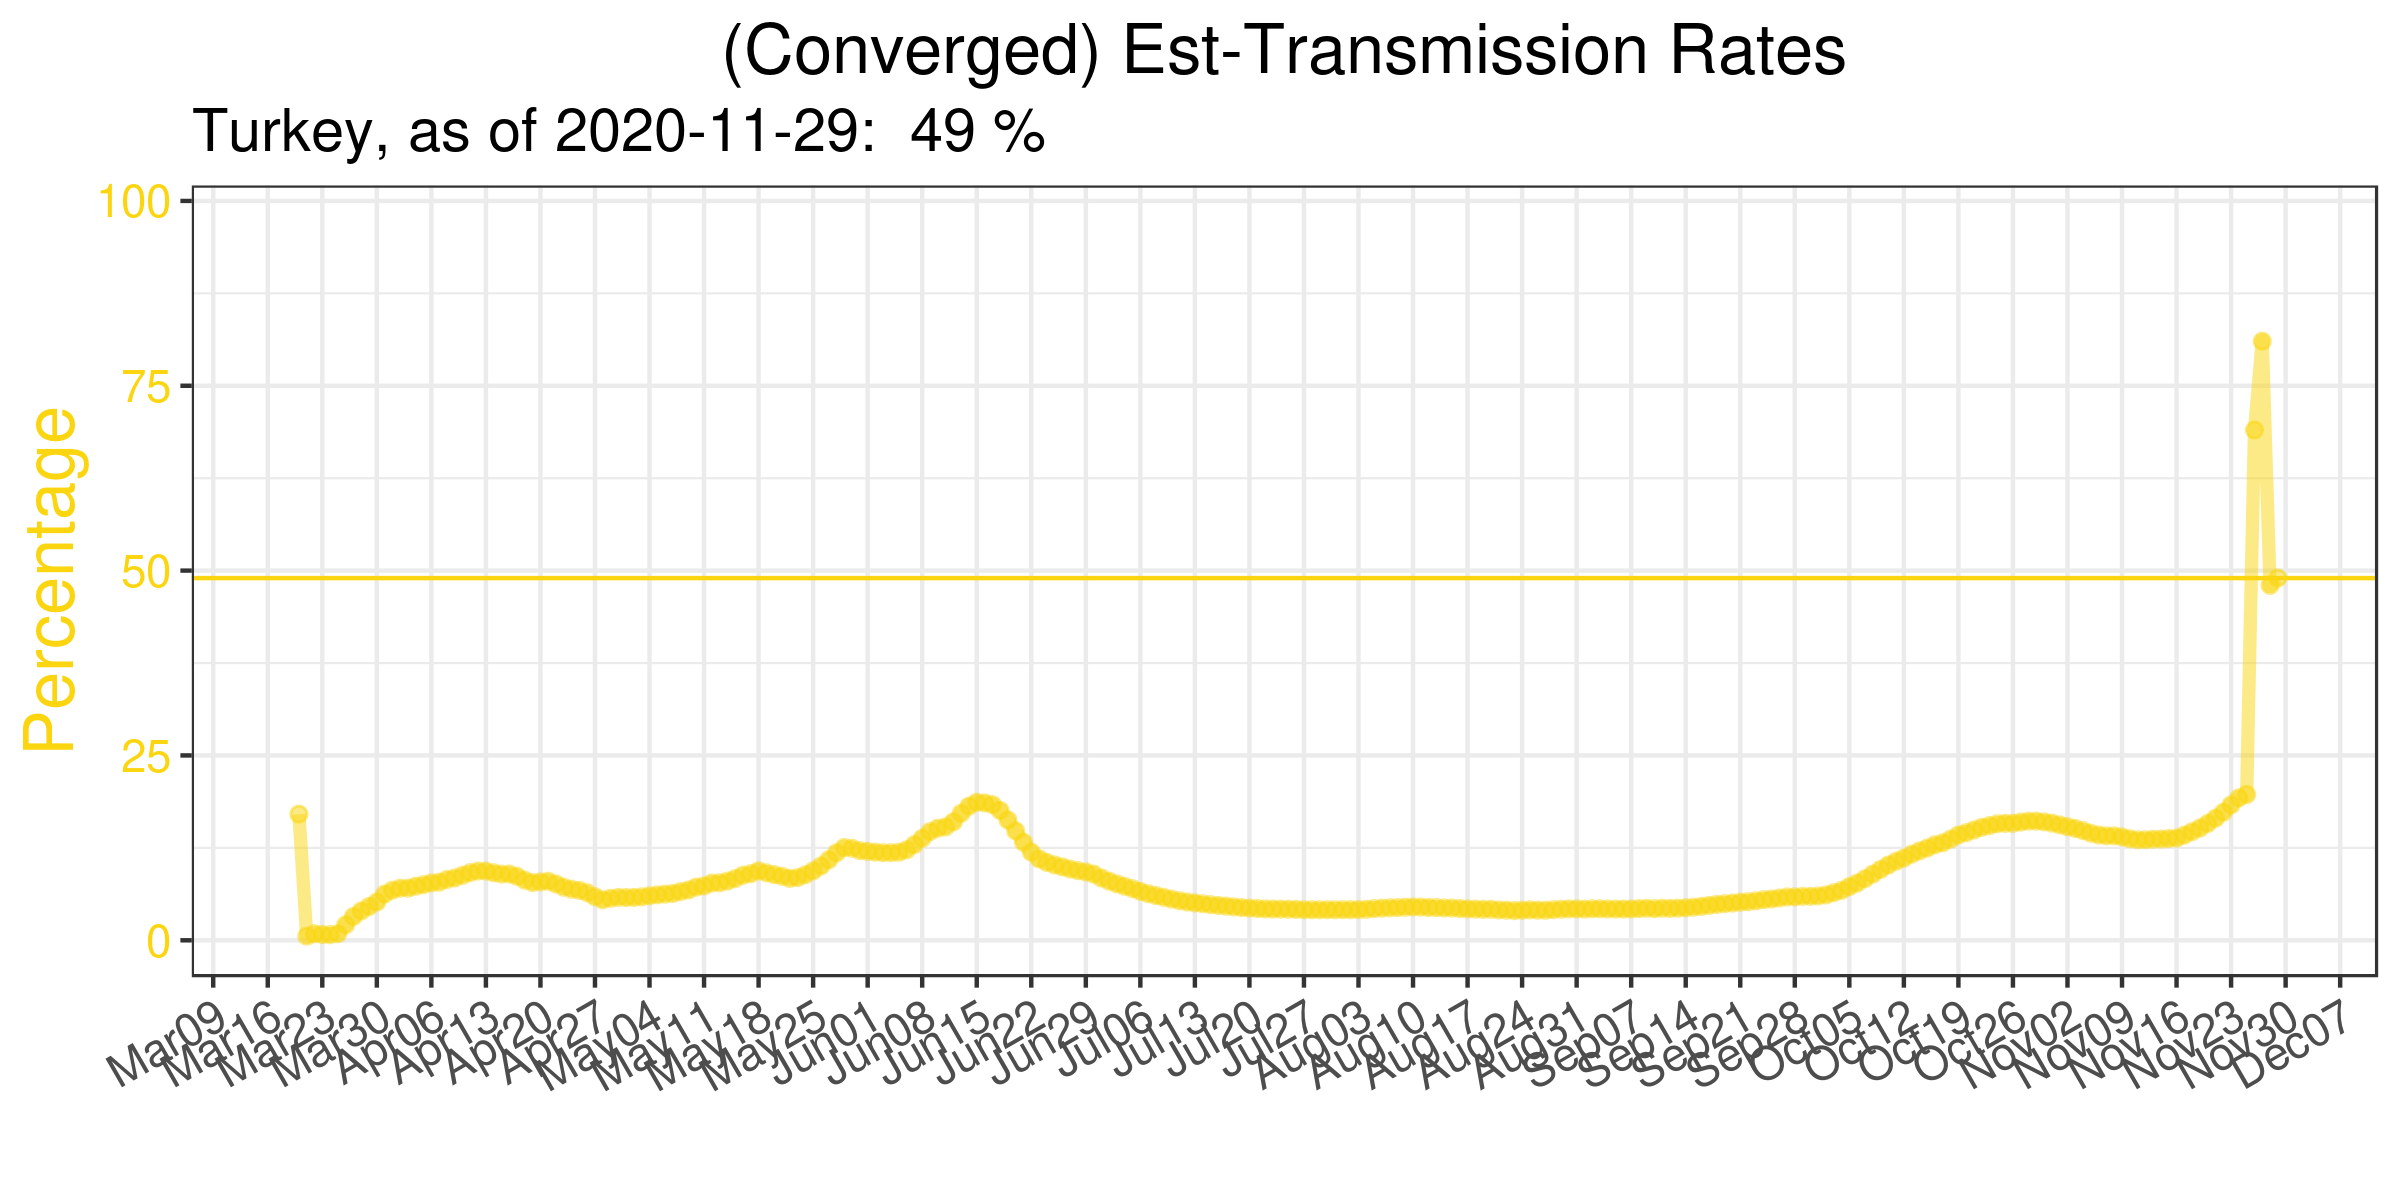 (Converged) Est-Transmission Rates
Turkey, as of 2020-11-29:  49 %
Percentage
100
75
50
25
0
Mar09
Mar16
Mar23
Mar30
Apr06
Apr13
Apr20
Apr27
May04
May11
May18
May25
Jun01
Jun08
Jun15
Jun22
Jun29
Jul06
Jul13
Jul20
Jul27
Aug03
Aug10
Aug17
Aug24
Aug31
Sep07
Sep14
Sep21
Sep28
Oct05
Oct12
Oct19
Oct26
Nov02
Nov09
Nov16
Nov23
Nov30
Dec07